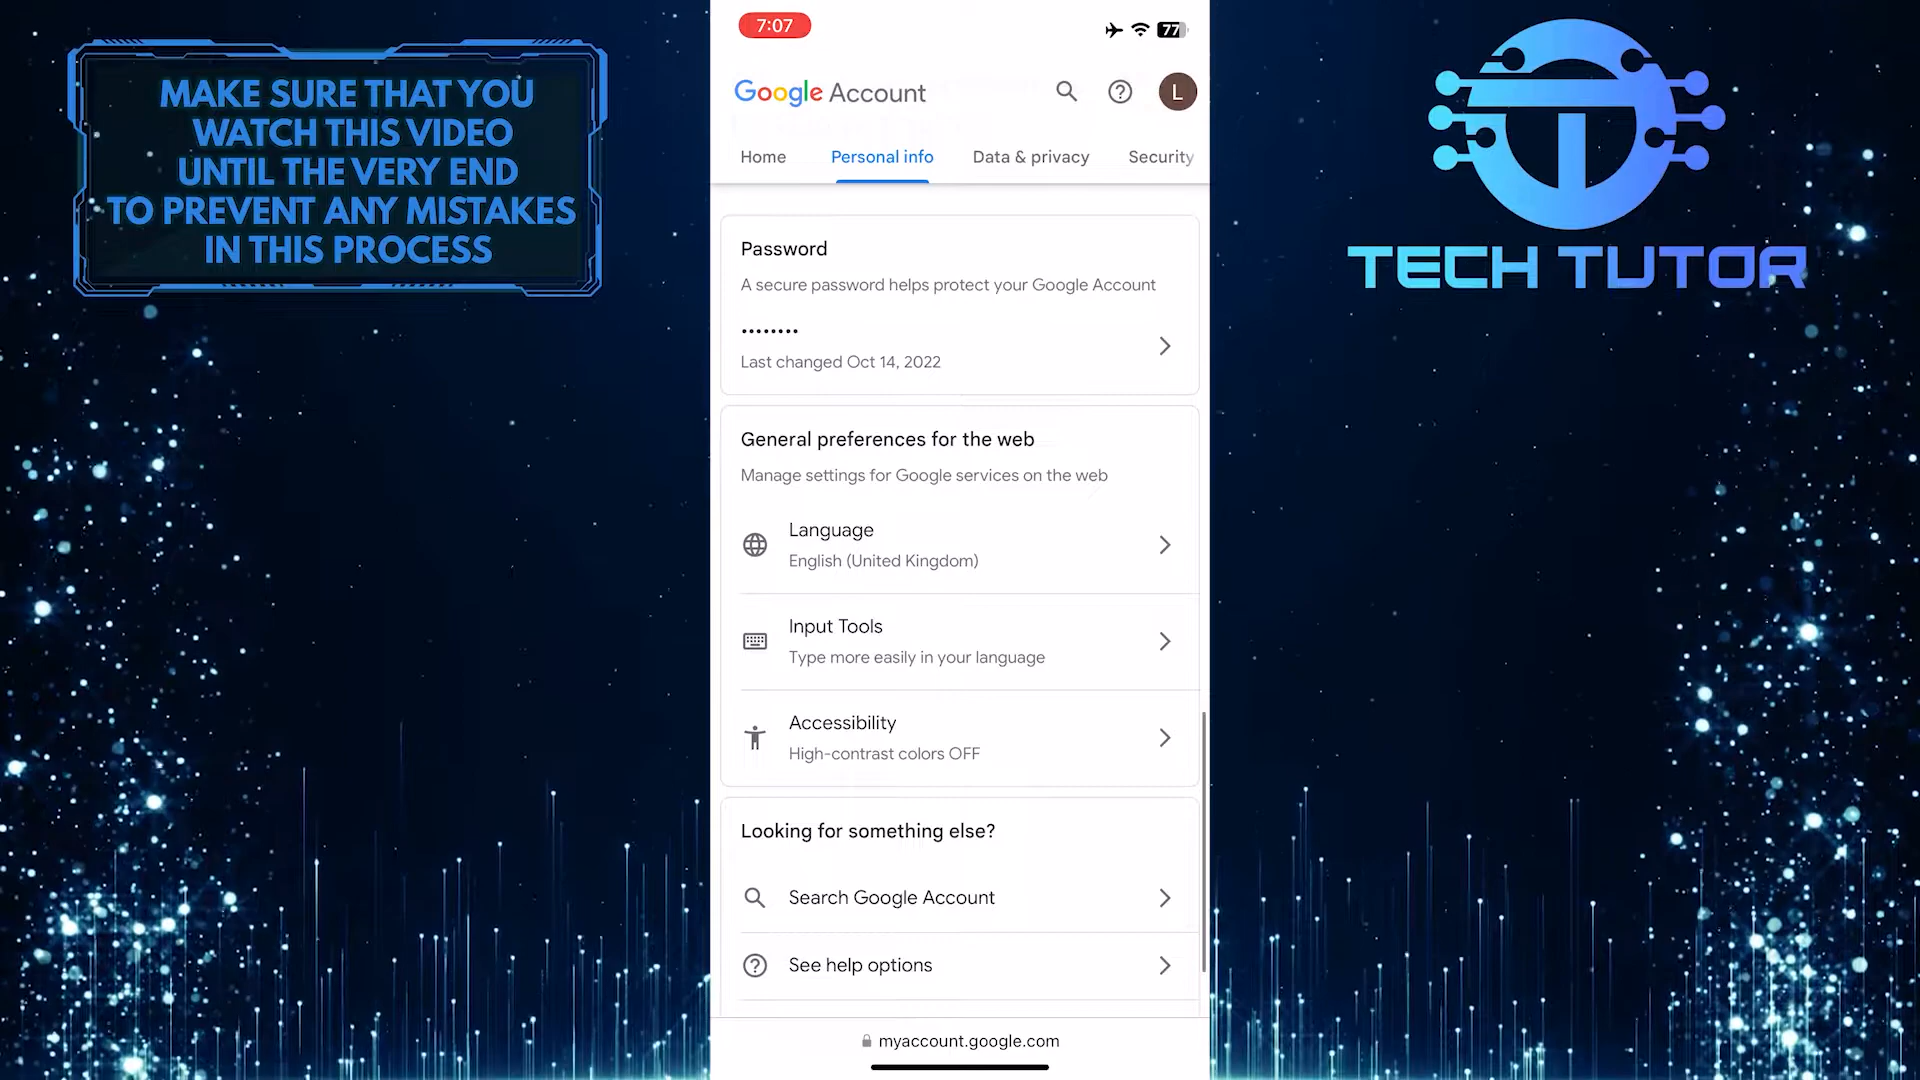 MAKE SURE THAT YOU
WATCH THIS VIDEO
UNTIL THE VERY END
TO PREVENT ANY MISTAKES
IN THIS PROCESS
7:07
77
Google Account
L
Home
Personal info
Data & privacy
Security
Password
A secure password helps protect your Google Account
••••••••
Last changed Oct 14, 2022
General preferences for the web
Manage settings for Google services on the web
Language
English (United Kingdom)
Input Tools
Type more easily in your language
Accessibility
High-contrast colors OFF
Looking for something else?
Search Google Account
See help options
myaccount.google.com
TECH TUTOR